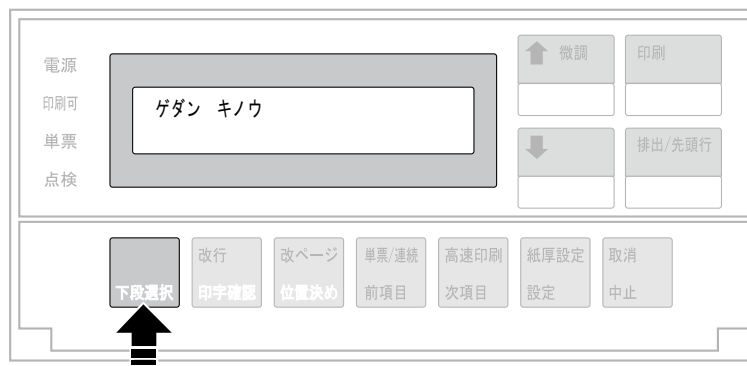 電源
印刷可
単票
点検
ゲダン キノウ
微調
印刷
排出/先頭行
下段選択
改行
印字確認
改ページ
位置決め
単票/連続
前項目
高速印刷
次項目
紙厚設定
設定
取消
中止